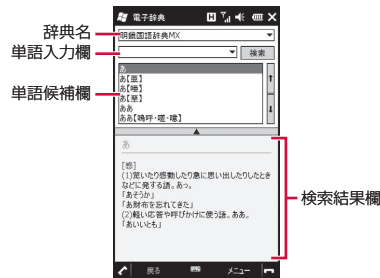 電子辞書
辞典名
明鏡国語辞典MX
単語入力欄
検索
単語候補欄
あ
あ【亜】
あ【唖】
あ【堊】
ああ
ああ【嗚呼・嗟・噫】
あ
[感]
(1)驚いたり感動したり急に思い出したりしたとき
などに発する語。あっ。
「あそうか」
「あ財布を忘れてきた」
(2)軽い応答や呼びかけに使う語。ああ。
「あいいとも」
検索結果欄
戻る
メニュー